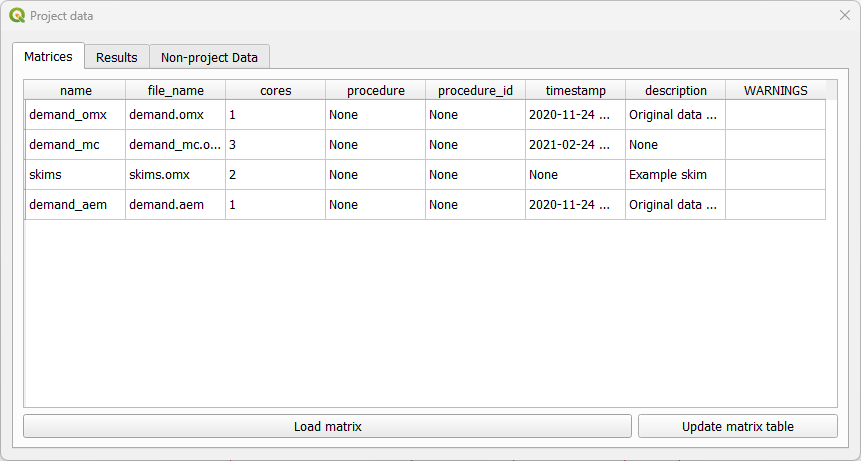 Project data
Matrices Results Non-project Data
name file_name cores procedure procedure_id timestamp description WARNINGS
demand_omx demand.omx 1 None None 2020-11-24 ... Original data ...
demand_mc demand_mc.o... 3 None None 2021-02-24 ... None
skims skims.omx 2 None None None Example skim
demand_aem demand.aem 1 None None 2020-11-24 ... Original data ...
Load matrix Update matrix table